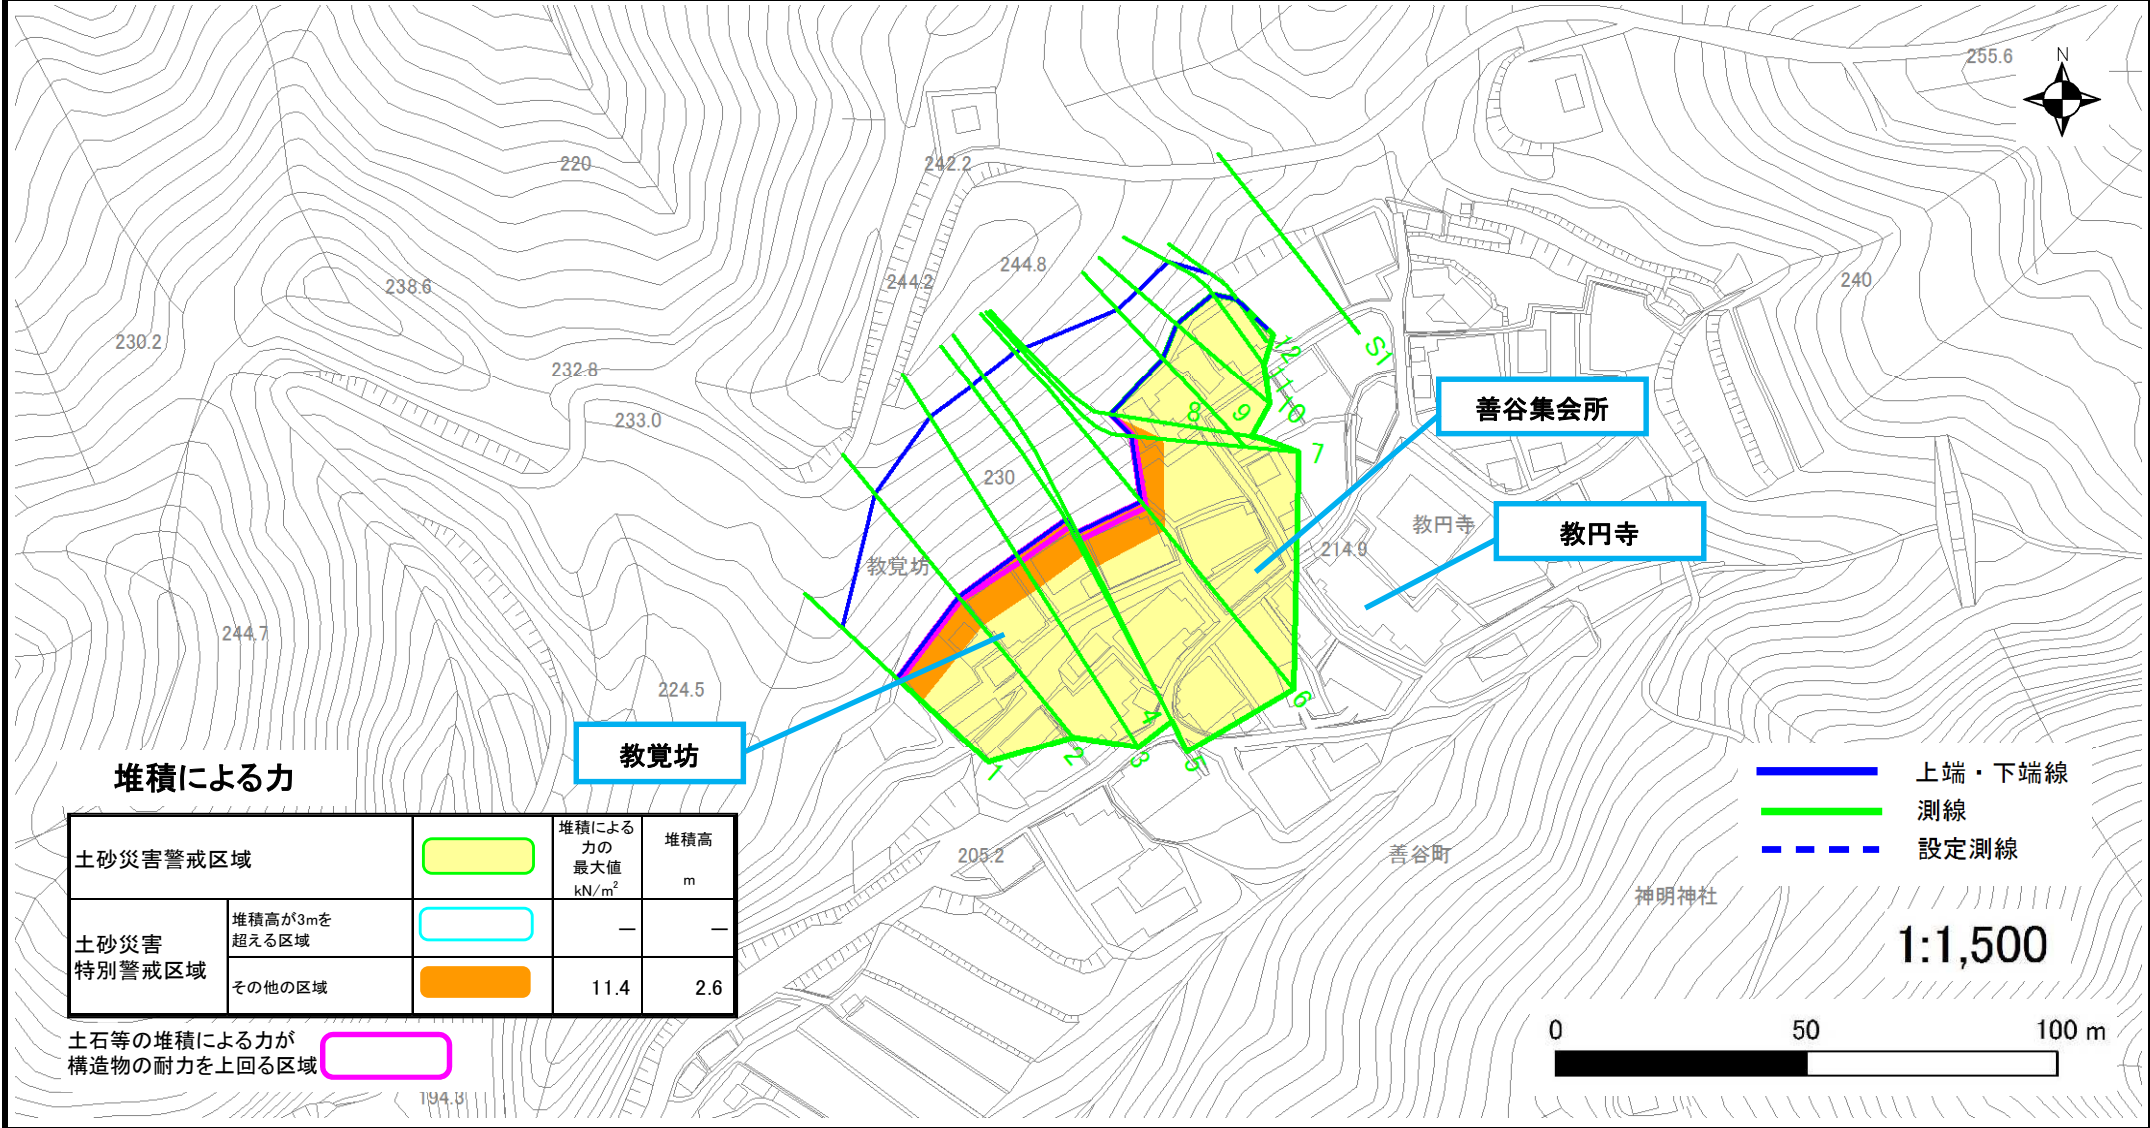 255.6
N
242.2
220
244.8
244.2
238.6
240
230.2
S1
12
11
10
232.8
善谷集会所
8
9
233.0
7
230
教円寺
教円寺
214.9
教覚坊
244.7
224.5
6
4
教覚坊
1
2
3
5
堆積による力
上端・下端線
測線
設定測線
土砂災害警戒区域
堆積による
力の
最大値
kN/m²
堆積高
m
205.2
善谷町
神明神社
土砂災害
特別警戒区域
堆積高が3mを
超える区域
—
—
その他の区域
11.4
2.6
1:1,500
土石等の堆積による力が
構造物の耐力を上回る区域
0 50 100 m
194.3